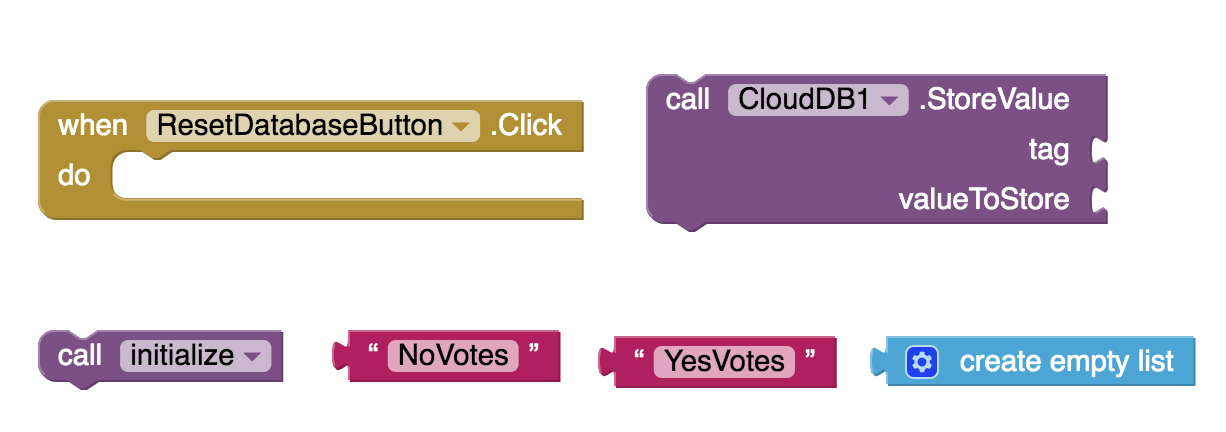 when ResetDatabaseButton .Click
do
call CloudDB1 .StoreValue
tag
valueToStore
call initialize
“ NoVotes ”
“ YesVotes ”
create empty list